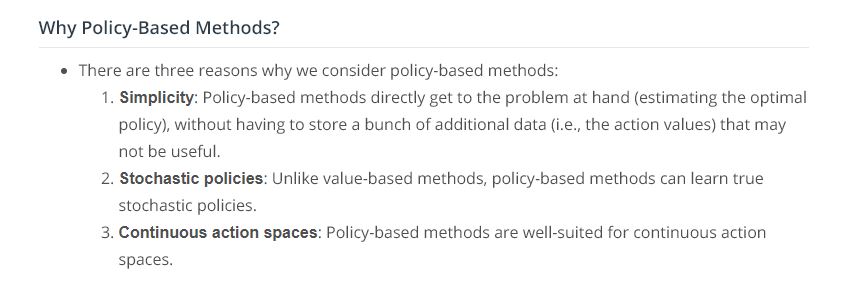 Why Policy-Based Methods?
• There are three reasons why we consider policy-based methods:
1. Simplicity: Policy-based methods directly get to the problem at hand (estimating the optimal
policy), without having to store a bunch of additional data (i.e., the action values) that may
not be useful.
2. Stochastic policies: Unlike value-based methods, policy-based methods can learn true
stochastic policies.
3. Continuous action spaces: Policy-based methods are well-suited for continuous action
spaces.